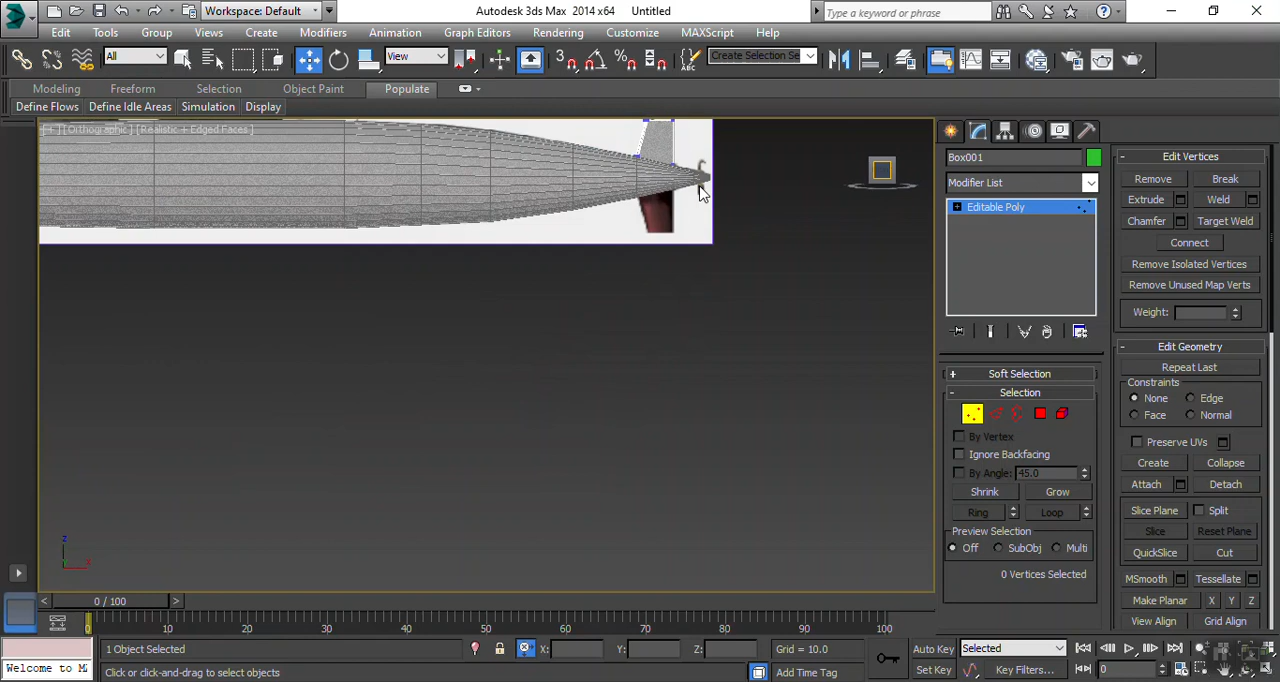 Workspace: Default
Autodesk 3ds Max 2014 x64 Untitled
Type a keyword or phrase
Edit Tools Group Views Create Modifiers Animation Graph Editors Rendering Customize MAXScript Help
All View 3 Create Selection Se
Modeling Freeform Selection Object Paint Populate
Define Flows Define Idle Areas Simulation Display
[+] [Orthographic] [Realistic + Edged Faces]
Box001
Modifier List
Editable Poly
Soft Selection
Selection
By Vertex
Ignore Backfacing
By Angle: 45.0
Shrink Grow
Ring Loop
Preview Selection
Off SubObj Multi
0 Vertices Selected
Edit Vertices
Remove Break
Extrude Weld
Chamfer Target Weld
Connect
Remove Isolated Vertices
Remove Unused Map Verts
Weight:
Edit Geometry
Repeat Last
Constraints
None Edge
Face Normal
Preserve UVs
Create Collapse
Attach Detach
Slice Plane Split
Slice Reset Plane
QuickSlice Cut
MSmooth Tessellate
Make Planar X Y Z
View Align Grid Align
z
x
0 / 100
0 10 20 30 40 50 60 70 80 90 100
1 Object Selected X: Y: Z: Grid = 10.0 Auto Key Selected
Welcome to M Click or click-and-drag to select objects Add Time Tag Set Key Key Filters... 0